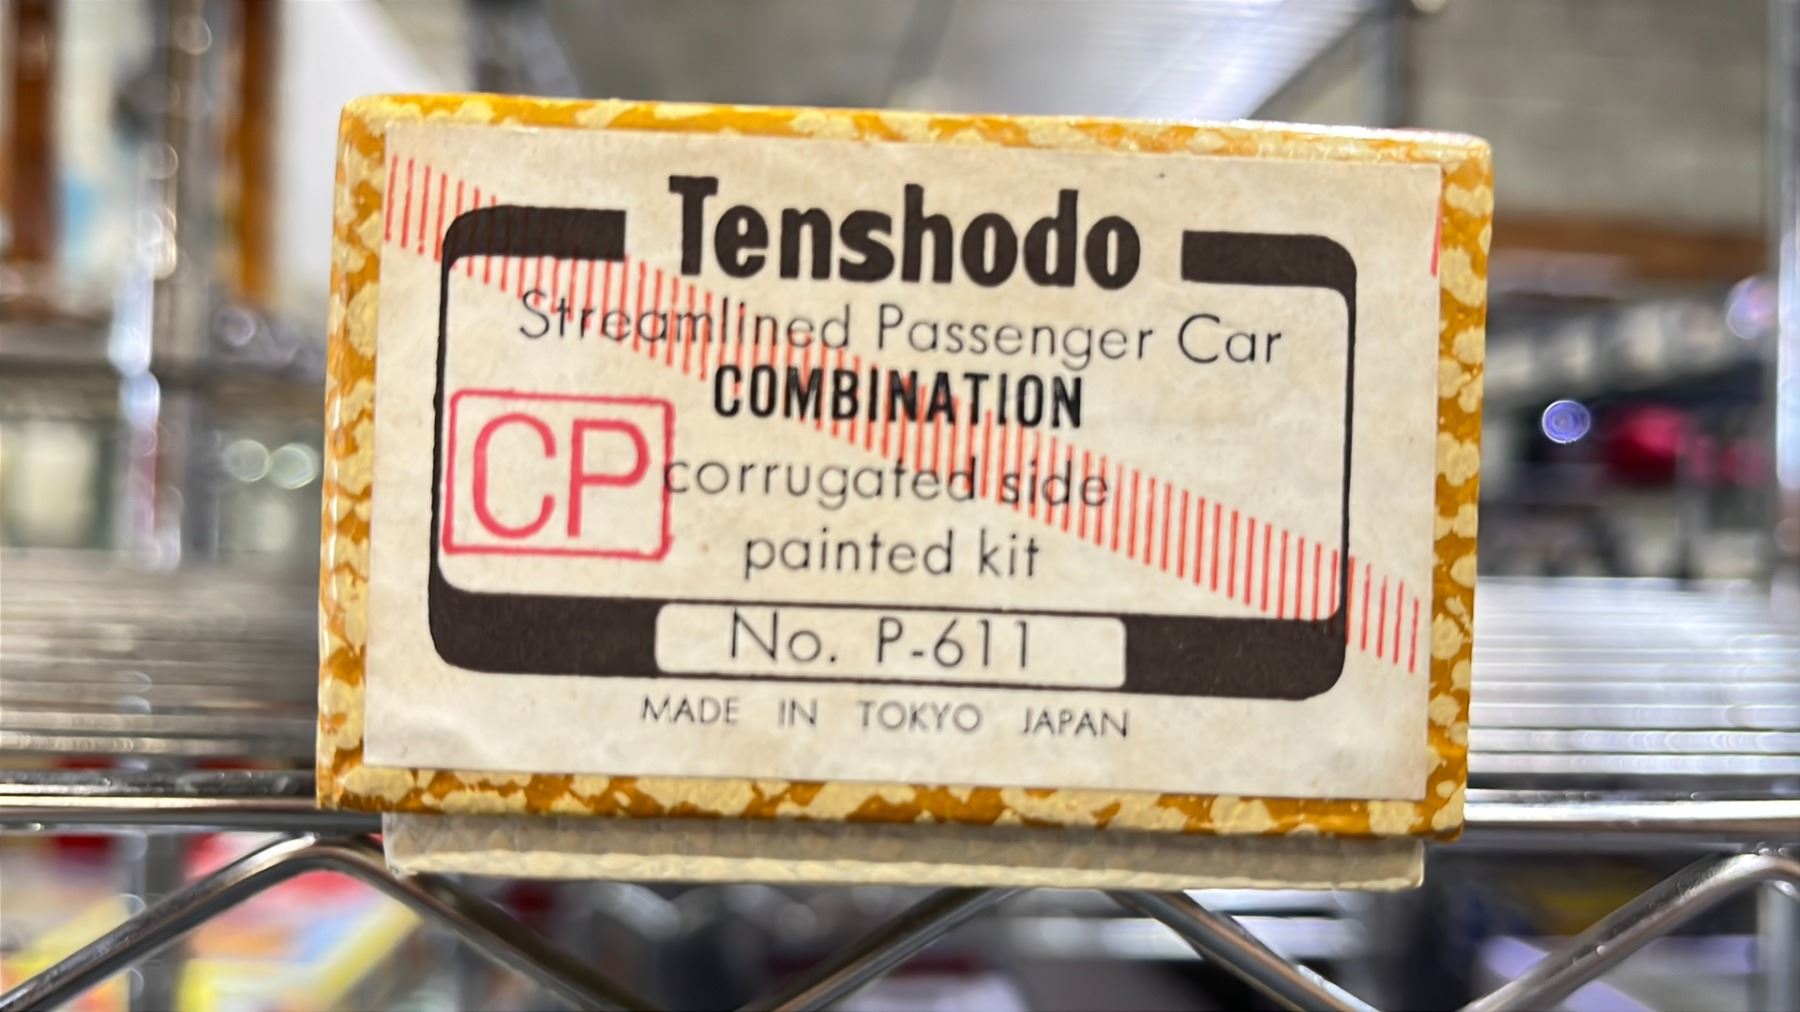 Tenshodo
Streamlined Passenger Car
COMBINATION
CP
corrugated side
painted kit
No. P-611
MADE IN TOKYO JAPAN